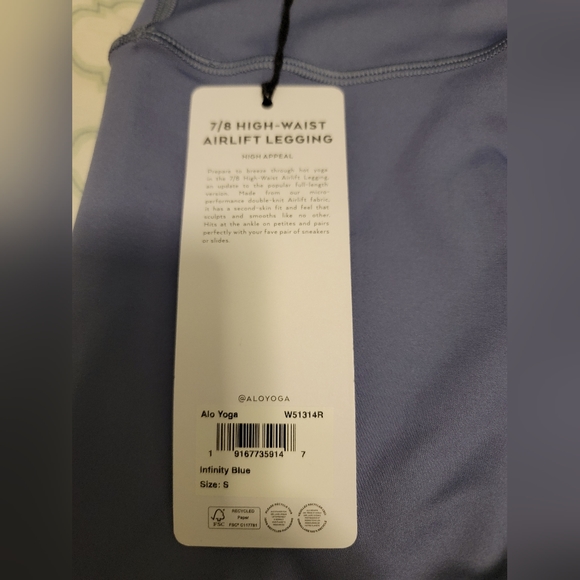 7/8 HIGH-WAIST
AIRLIFT LEGGING
HIGH APPEAL
Prepare to breeze through hot yoga
in the 7/8 High-Waist Airlift Legging,
an update to the popular full-length
version. Made from our micro-
performance double-knit Airlift fabric,
it has a second-skin fit and feel that
sculpts and smooths like no other.
Hits at the ankle on petites and pairs
perfectly with your fave pair of sneakers
or slides.
@ALOYOGA
Alo Yoga W51314R
1 9167735914 7
Infinity Blue
Size: S
FSC
RECYCLED
Paper